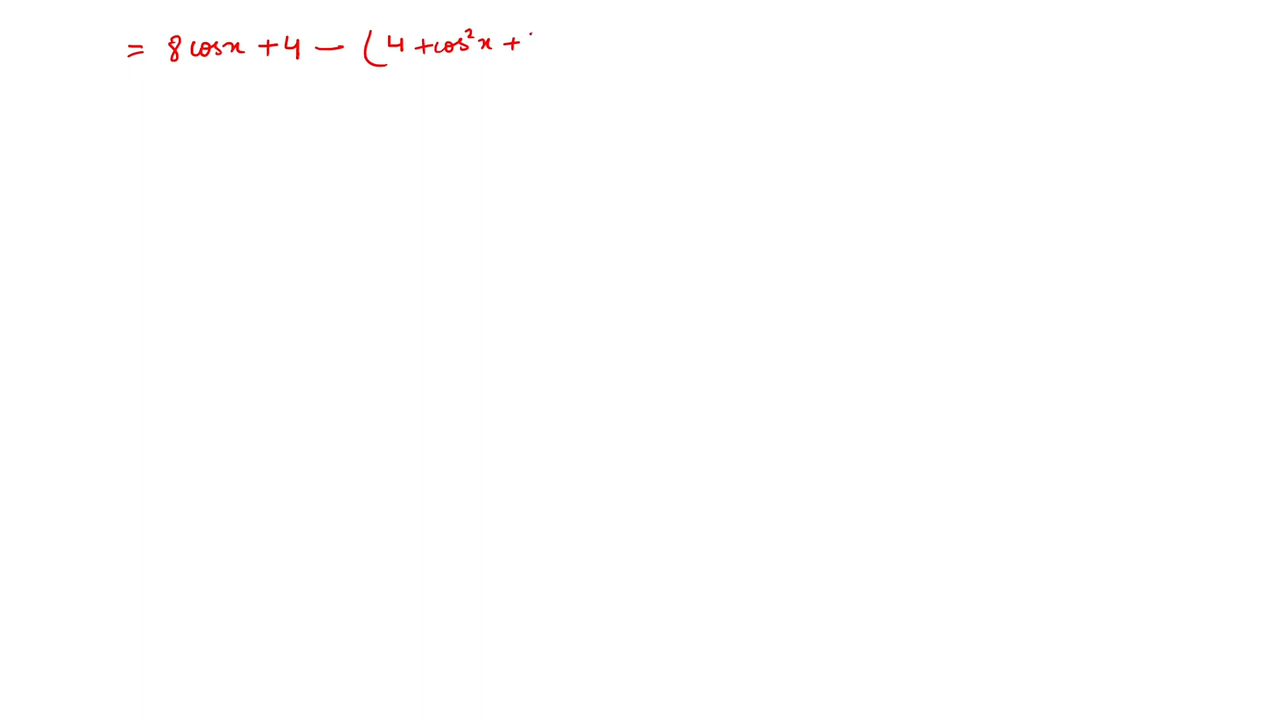 = 8 cosx + 4 - (4 + cos²x +